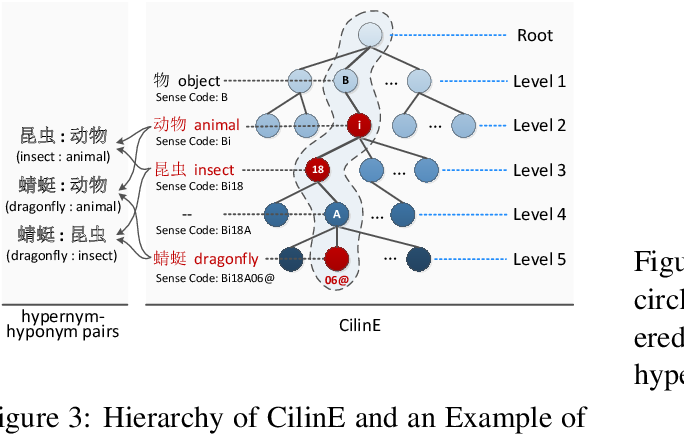 Root
物 object
B
...
Level 1
Sense Code: B
动物 animal
i
...
Level 2
Sense Code: Bi
昆虫 : 动物
(insect : animal)
昆虫 insect
18
...
Level 3
Sense Code: Bi18
蜻蜓 : 动物
(dragonfly : animal)
--
A
...
Level 4
Sense Code: Bi18A
蜻蜓 : 昆虫
(dragonfly : insect)
蜻蜓 dragonfly
...
Level 5
Sense Code: Bi18A06@
06@
hypernym-
hyponym pairs
CilinE
Figu
circl
ered
hype
igure 3: Hierarchy of CilinE and an Example of